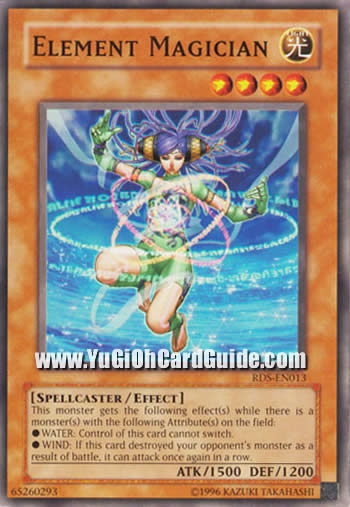 ELEMENT MAGICIAN
LIGHT
光
www.YuGiOhCardGuide.com
RDS-EN013
[SPELLCASTER / EFFECT]
This monster gets the following effect(s) while there is a
monster(s) with the following Attribute(s) on the field:
● WATER: Control of this card cannot switch.
● WIND: If this card destroyed your opponent's monster as a
result of battle, it can attack once again in a row.
ATK/1500 DEF/1200
65260293
©1996 KAZUKI TAKAHASHI